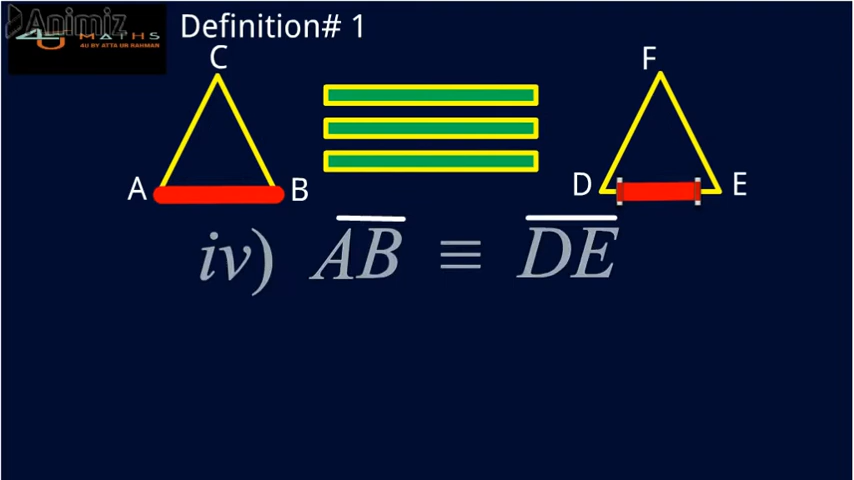 Animiz
Definition# 1
4U MATHS
4U BY ATTA UR RAHMAN
C
F
A
B
D
E
iv) AB ≡ DE